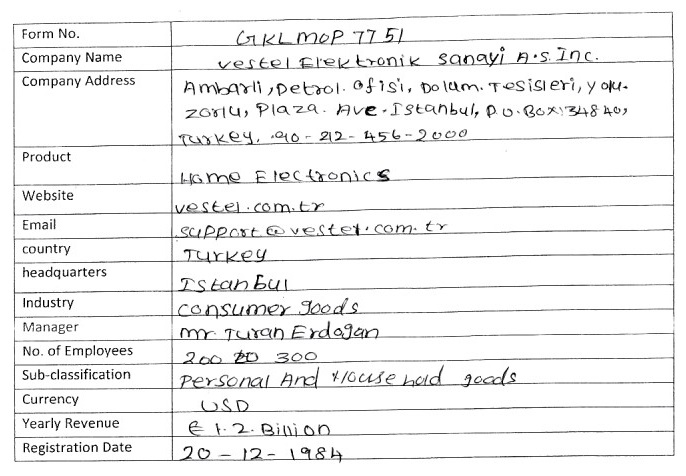 Form No. GKLMOP 7751
Company Name Vestel Elektronik Sanayi A.S. Inc.
Company Address Ambarli, Petrol. Ofisi, Dolum. Tesisleri, Yolu.
Zorlu, Plaza. Ave. Istanbul, P.O. Box: 34840,
Turkey, 90-212-456-2000
Product Home Electronics
Website vestel.com.tr
Email support@vestel.com.tr
country Turkey
headquarters Istanbul
Industry Consumer goods
Manager Mr Turan Erdogan
No. of Employees 200 to 300
Sub-classification Personal And House hold goods
Currency USD
Yearly Revenue € 1.2. Billion
Registration Date 20-12-1984